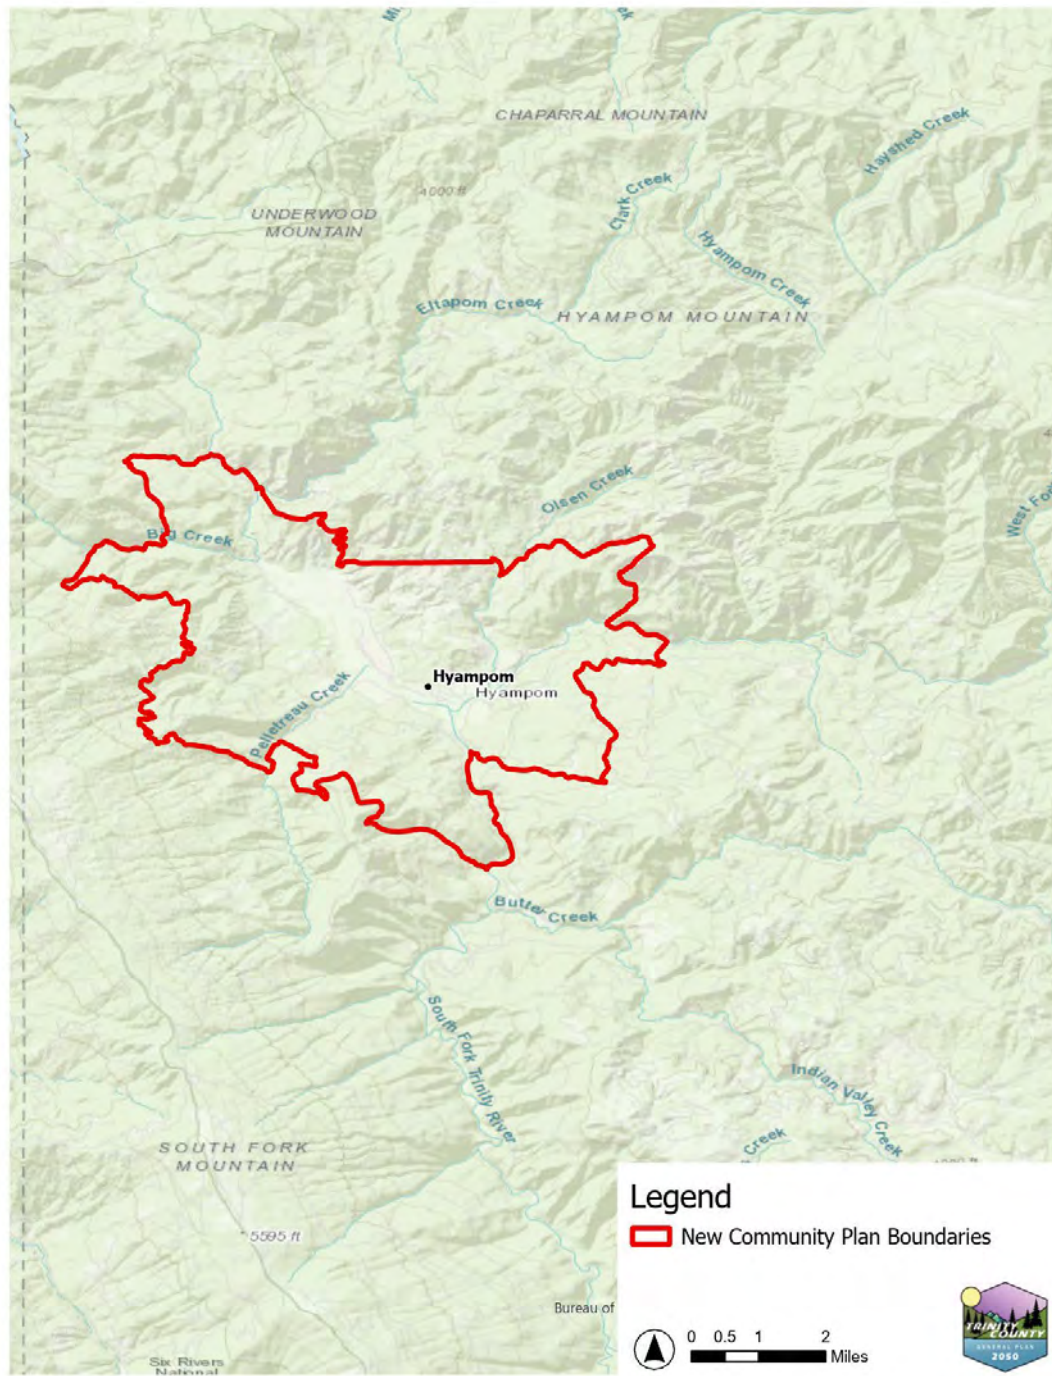 CHAPARRAL MOUNTAIN
Hayshed Creek
4000 ft
Clark Creek
UNDERWOOD
MOUNTAIN
Hyampom Creek
Eltapom Creek
HYAMPOM MOUNTAIN
Olsen Creek
West For
Big Creek
Hyampom
Hyampom
Pelletreau Creek
Butter Creek
South Fork Trinity River
Indian Valley Creek
Creek
SOUTH FORK
MOUNTAIN
5595 ft
Legend
New Community Plan Boundaries
Bureau of
0 0.5 1 2
Miles
TRINITY
COUNTY
GENERAL PLAN
2050
Six Rivers
National